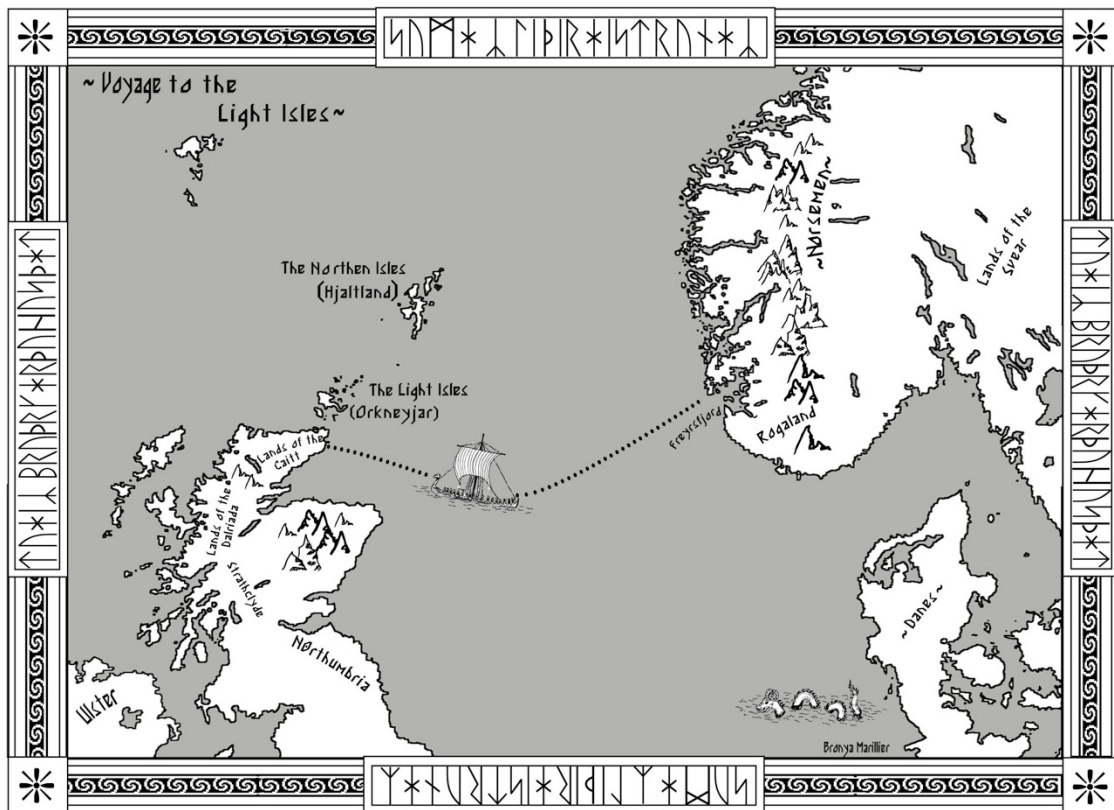 ~Voyage to the
Light Isles~
The Northen Isles
(Hjaltland)
The Light Isles
(Orkneyjar)
~Norsemen~
Lands of the
Svear
Rogaland
Freyrsfjord
Lands of the
Caitt
Lands of the
Dalriada
Strathclyde
Northumbria
Ulster
~Danes~
Bronya Marillier